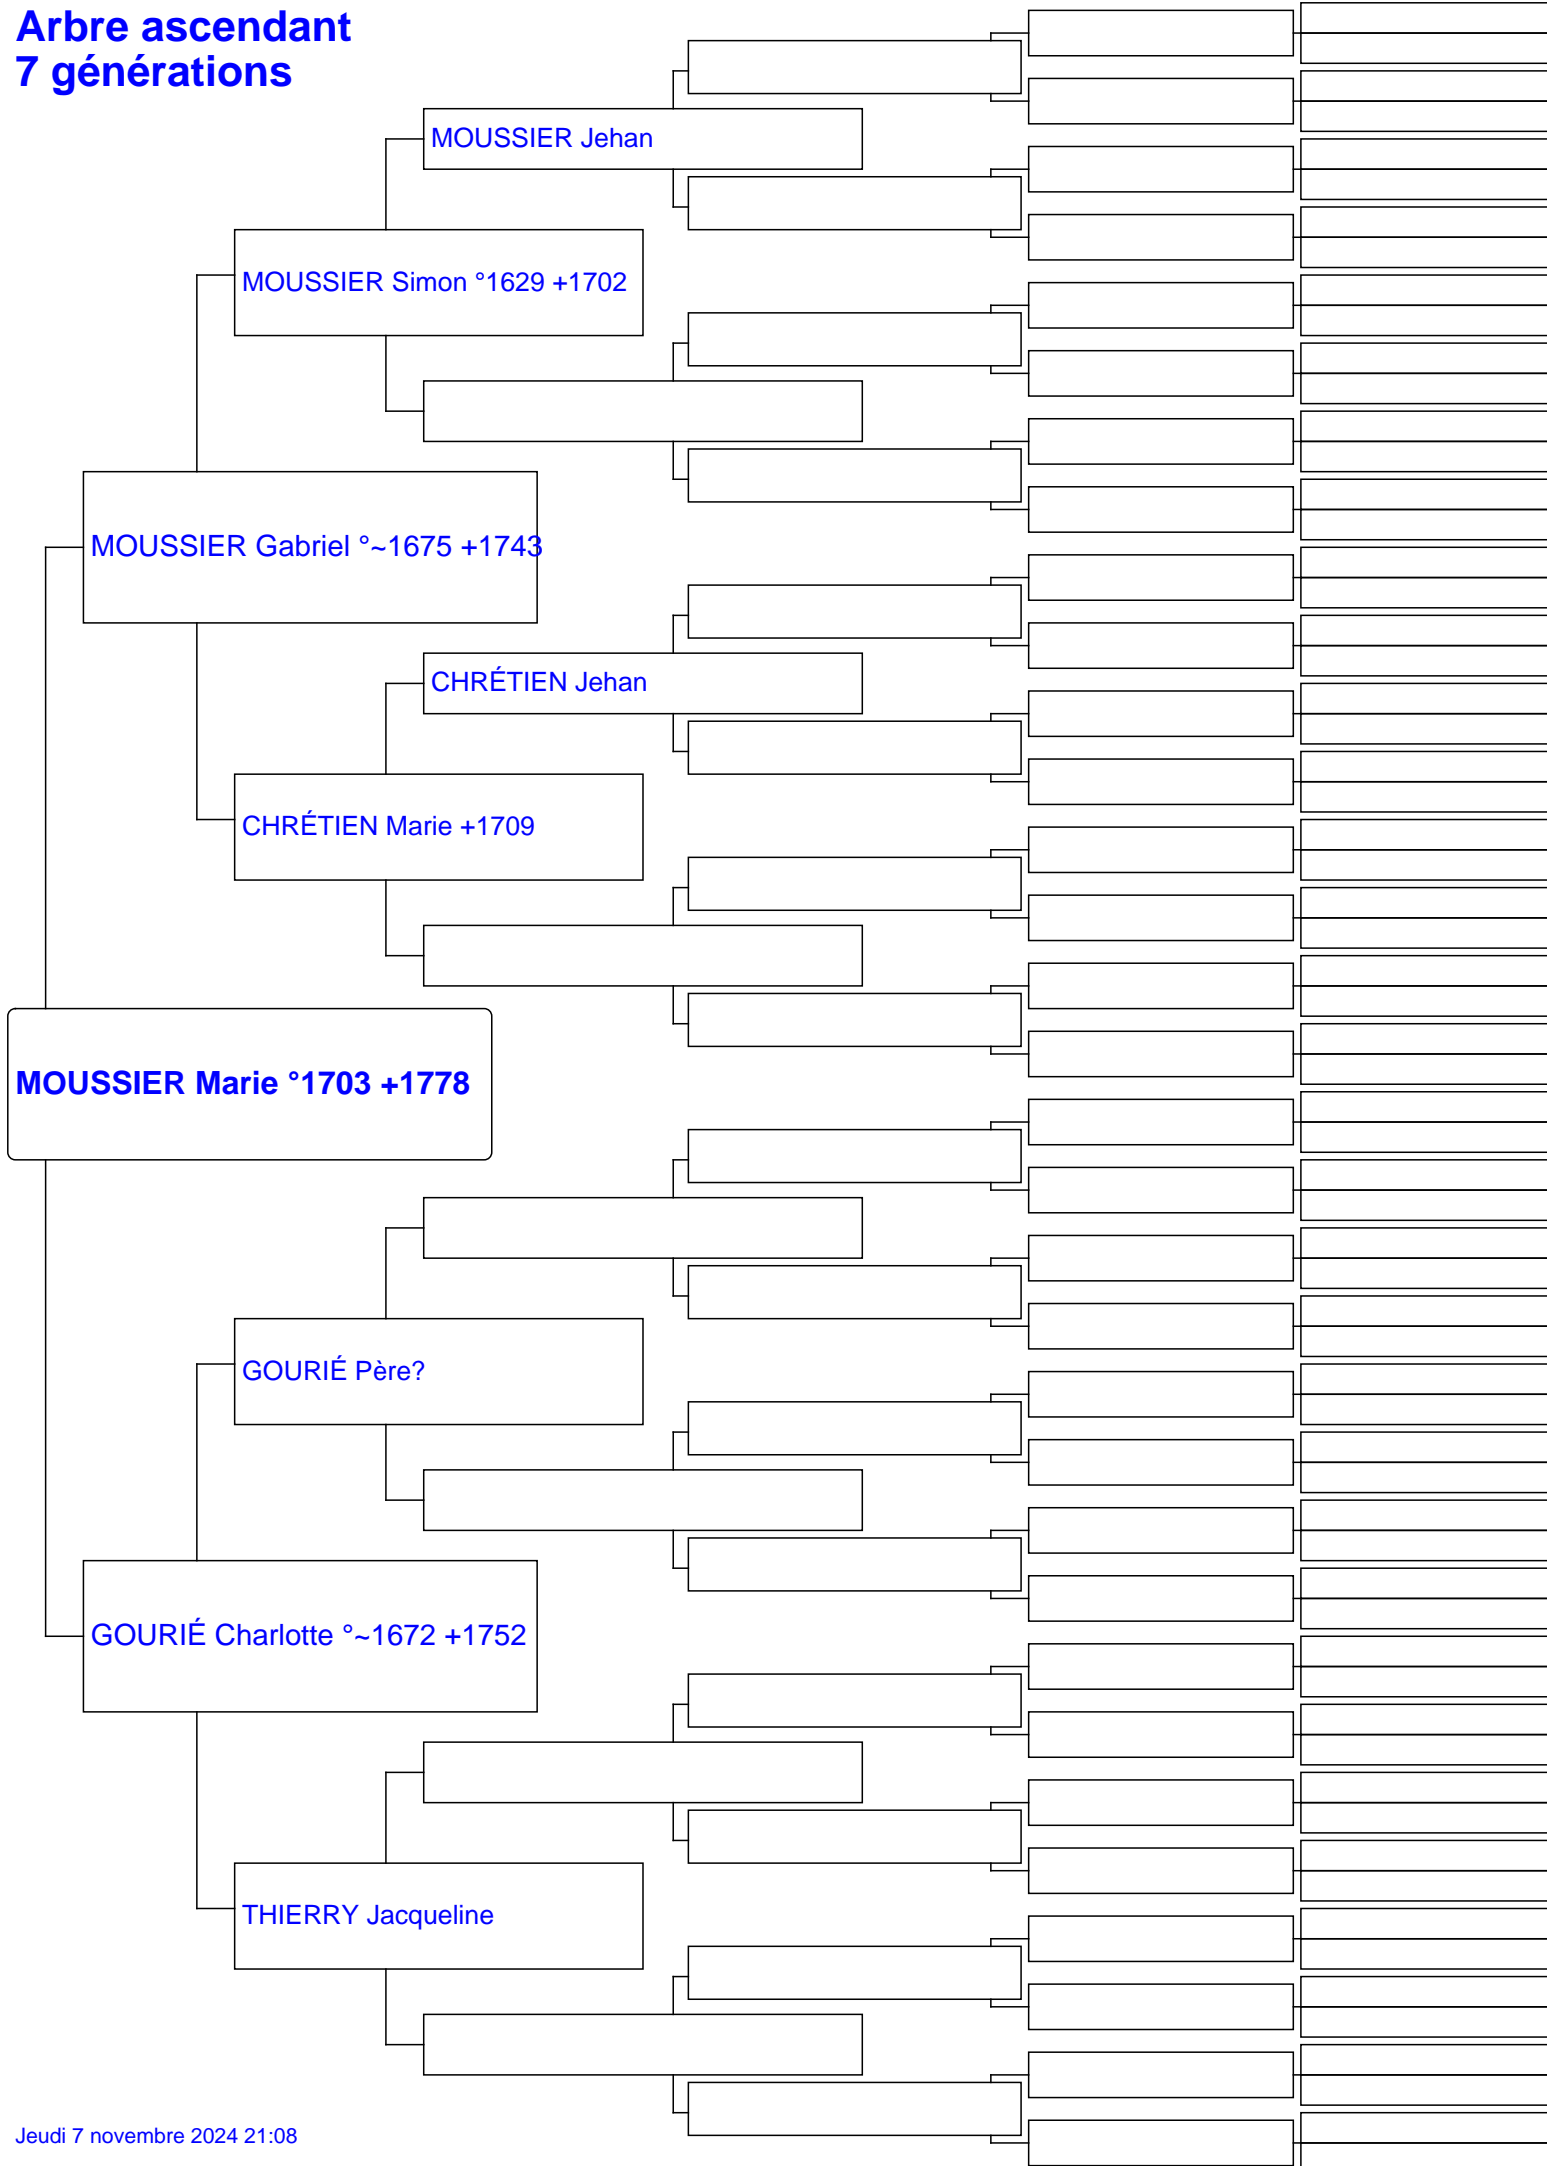 Arbre ascendant
7 générations
MOUSSIER Jehan
MOUSSIER Simon °1629 +1702
MOUSSIER Gabriel °~1675 +1743
CHRÉTIEN Jehan
CHRÉTIEN Marie +1709
MOUSSIER Marie °1703 +1778
GOURIÉ Père?
GOURIÉ Charlotte °~1672 +1752
THIERRY Jacqueline
Jeudi 7 novembre 2024 21:08